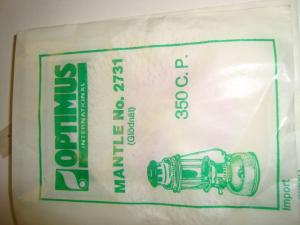 OPTIMUS
INTERNATIONAL
MANTLE No. 2731
(Glödnät)
350 C.P.
Import